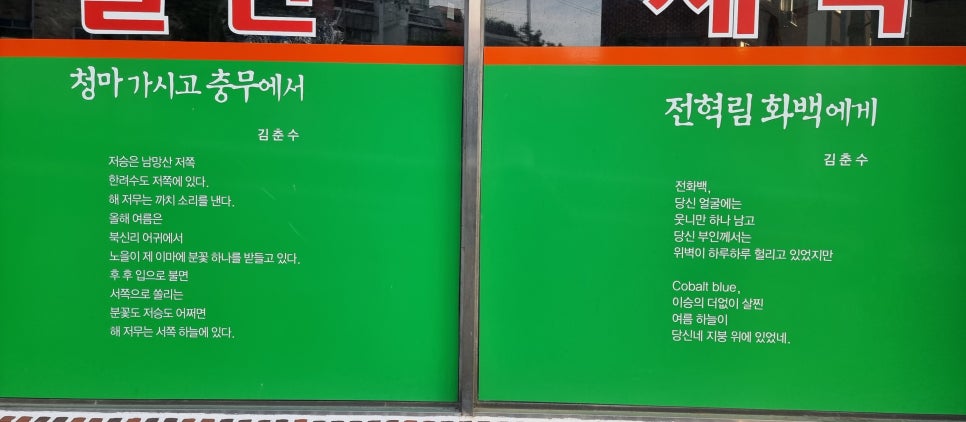 청마 가시고 충무에서
김춘수
저승은 남망산 저쪽
한려수도 저쪽에 있다.
해 저무는 까치 소리를 낸다.
올해 여름은
북신리 어귀에서
노을이 제 이마에 분꽃 하나를 받들고 있다.
후 후 입으로 불면
서쪽으로 쏠리는
분꽃도 저승도 어쩌면
해 저무는 서쪽 하늘에 있다.
전혁림 화백에게
김춘수
전화백,
당신 얼굴에는
웃니만 하나 남고
당신 부인께서는
위벽이 하루하루 헐리고 있었지만
Cobalt blue,
이승의 더없이 살찐
여름 하늘이
당신네 지붕 위에 있었네.